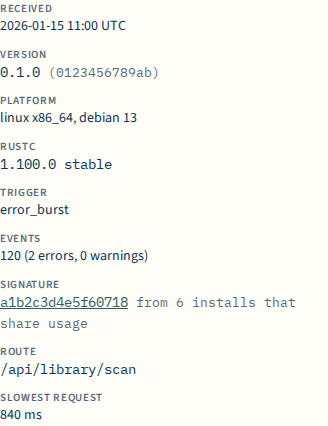 RECEIVED
2026-01-15 11:00 UTC
VERSION
0.1.0 (0123456789ab)
PLATFORM
linux x86_64, debian 13
RUSTC
1.100.0 stable
TRIGGER
error_burst
EVENTS
120 (2 errors, 0 warnings)
SIGNATURE
a1b2c3d4e5f60718 from 6 installs that
share usage
ROUTE
/api/library/scan
SLOWEST REQUEST
840 ms